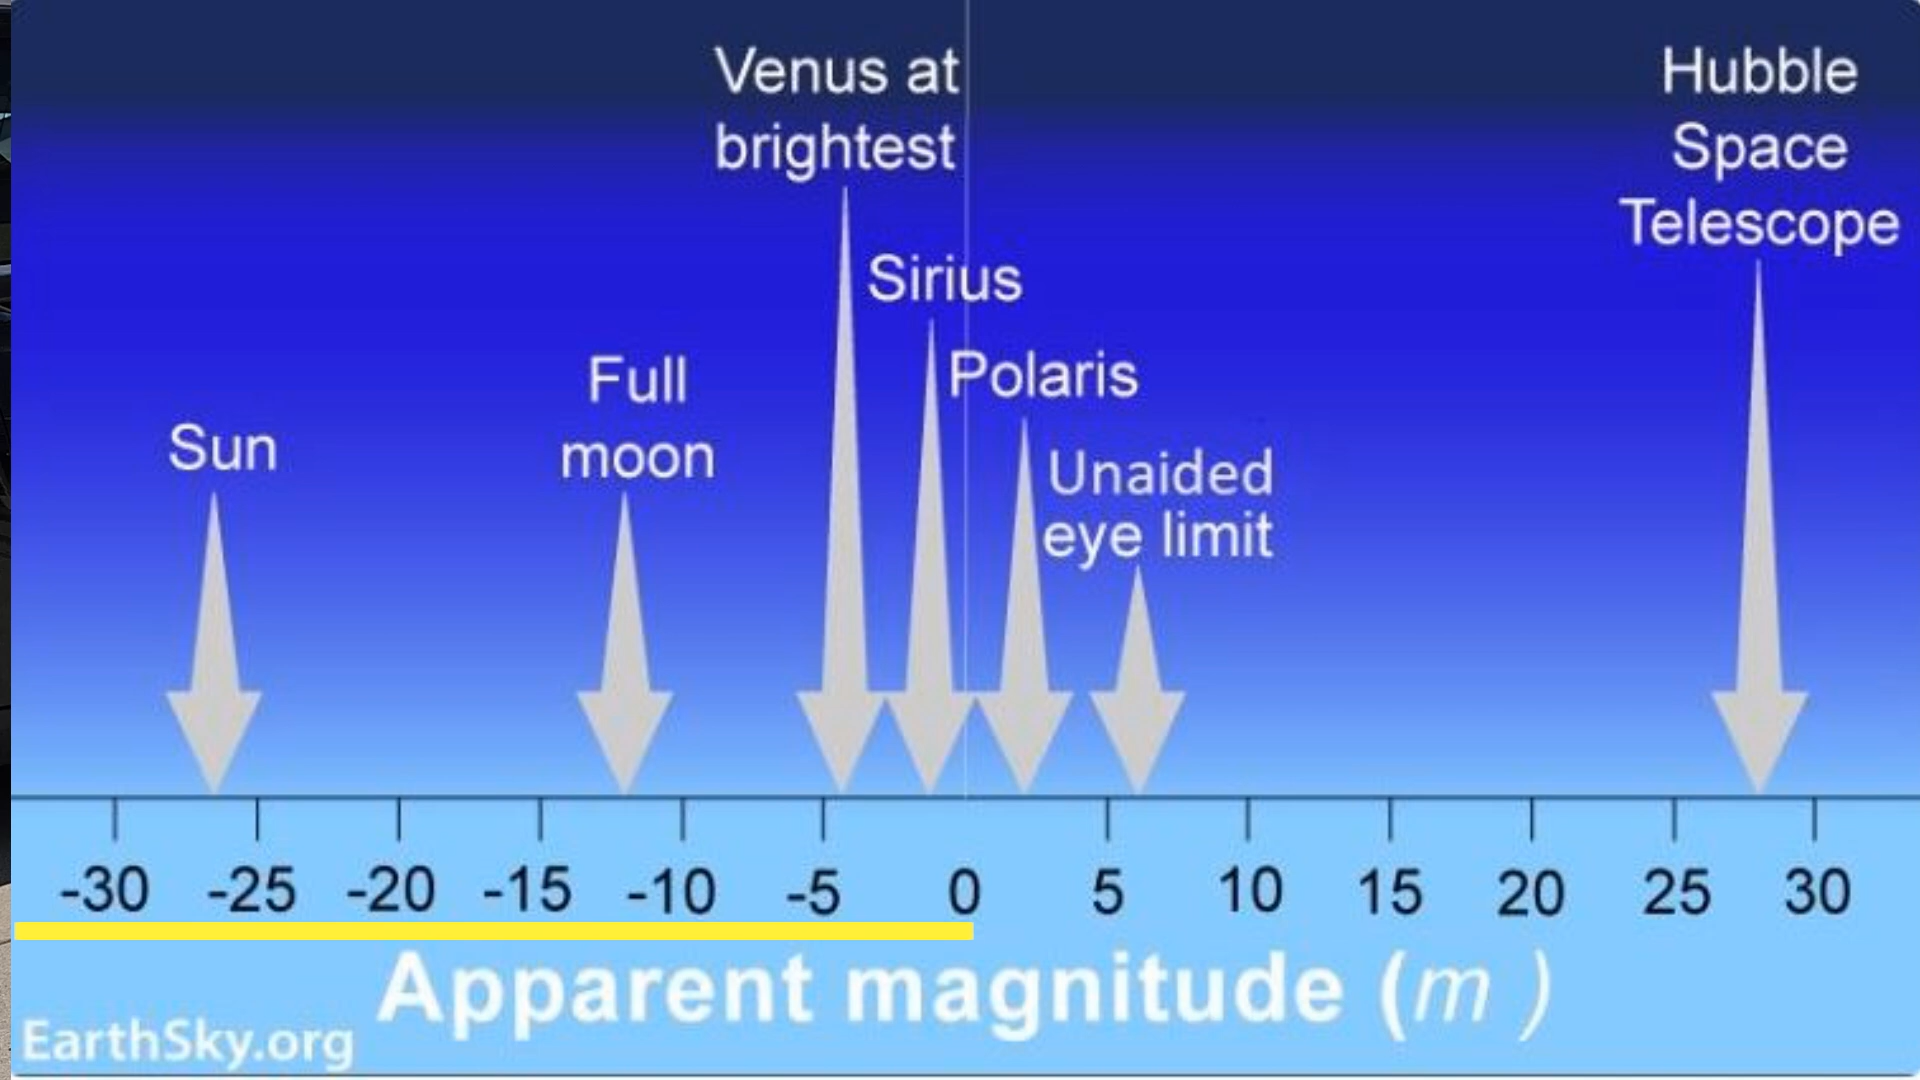 Venus at
brightest
Hubble
Space
Telescope
Sirius
Polaris
Full
moon
Sun
Unaided
eye limit
-30 -25 -20 -15 -10 -5 0 5 10 15 20 25 30
Apparent magnitude (m )
EarthSky.org